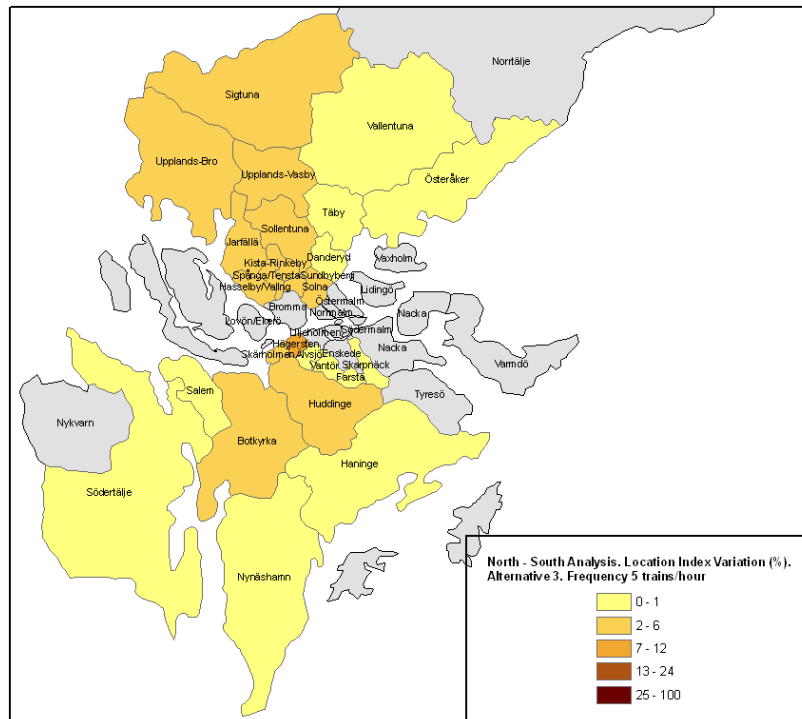 Norrtälje
Sigtuna
Vallentuna
Upplands-Bro
Upplands-Vasby
Österåker
Täby
Sollentuna
Jarfällä
Danderyd
Vaxholm
Kista-Rinkeby
Spånga/Tensta
Sundbyberg
Hasselby/Vallng
Solna
Lidingö
Östermalm
Bromma
Norrmalm
Nacka
Lovön/Ekerö
Liljeholmen
Södermalm
Hägersten
Skärholmen
Älvsjö
Enskede
Nacka
Vantör
Skarpnäck
Varmdö
Farsta
Salem
Tyresö
Huddinge
Nykvarn
Botkyrka
Haninge
Södertälje
Nynäshamn
North - South Analysis. Location Index Variation (%).
Alternative 3. Frequency 5 trains/hour
0 - 1
2 - 6
7 - 12
13 - 24
25 - 100